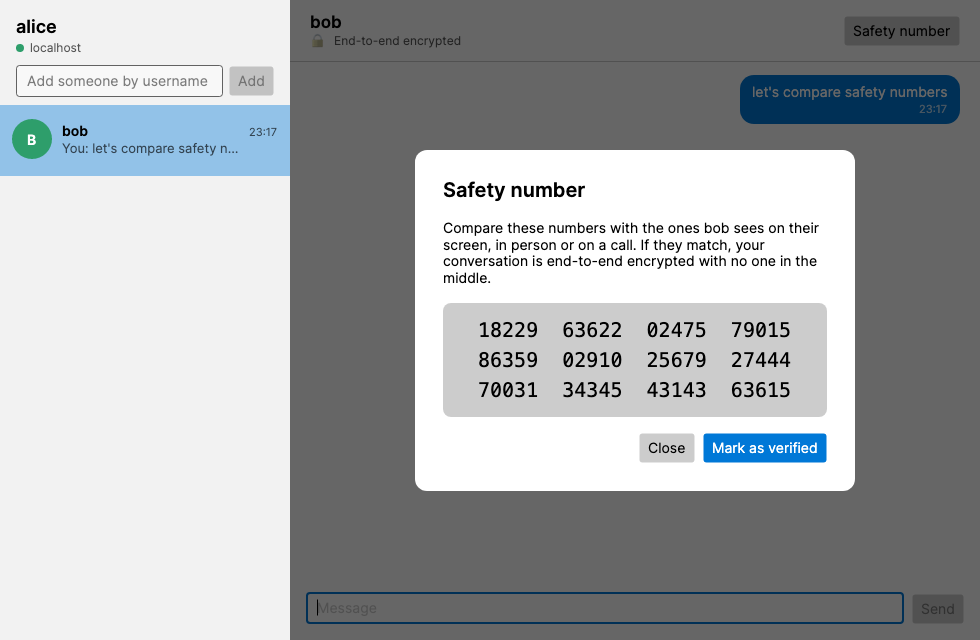 alice
localhost
Add someone by username
Add
B
bob
23:17
You: let's compare safety n...
bob
End-to-end encrypted
Safety number
let's compare safety numbers
23:17
Safety number
Compare these numbers with the ones bob sees on their
screen, in person or on a call. If they match, your
conversation is end-to-end encrypted with no one in the
middle.
18229 63622 02475 79015
86359 02910 25679 27444
70031 34345 43143 63615
Close
Mark as verified
Message
Send